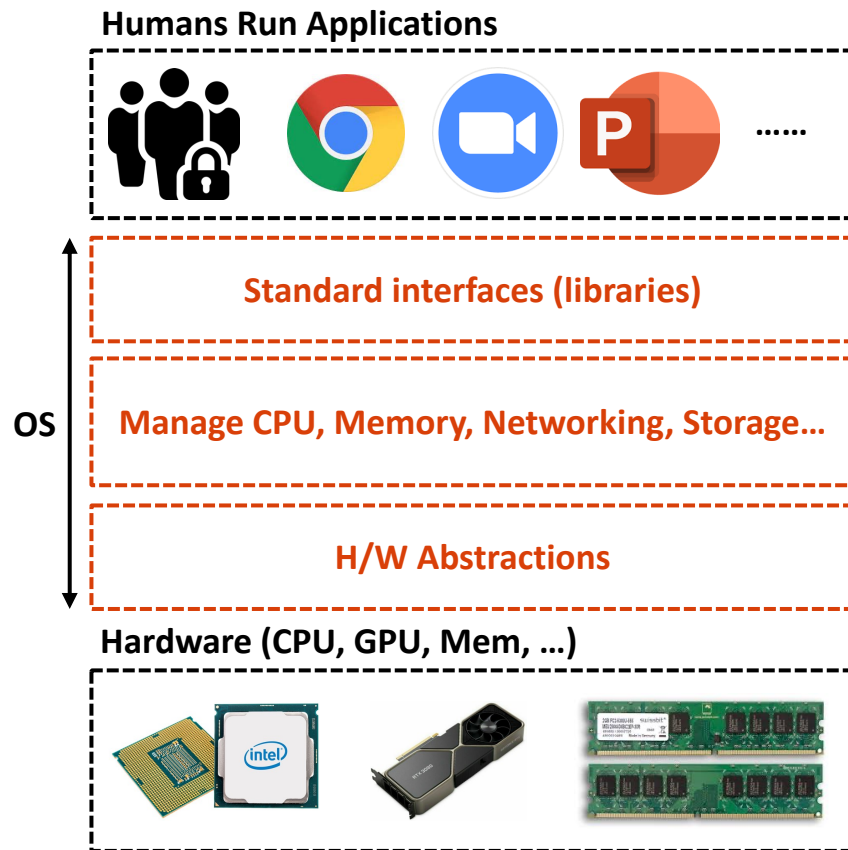 Humans Run Applications
P
......
Standard interfaces (libraries)
OS
Manage CPU, Memory, Networking, Storage...
H/W Abstractions
Hardware (CPU, GPU, Mem, ...)
intel